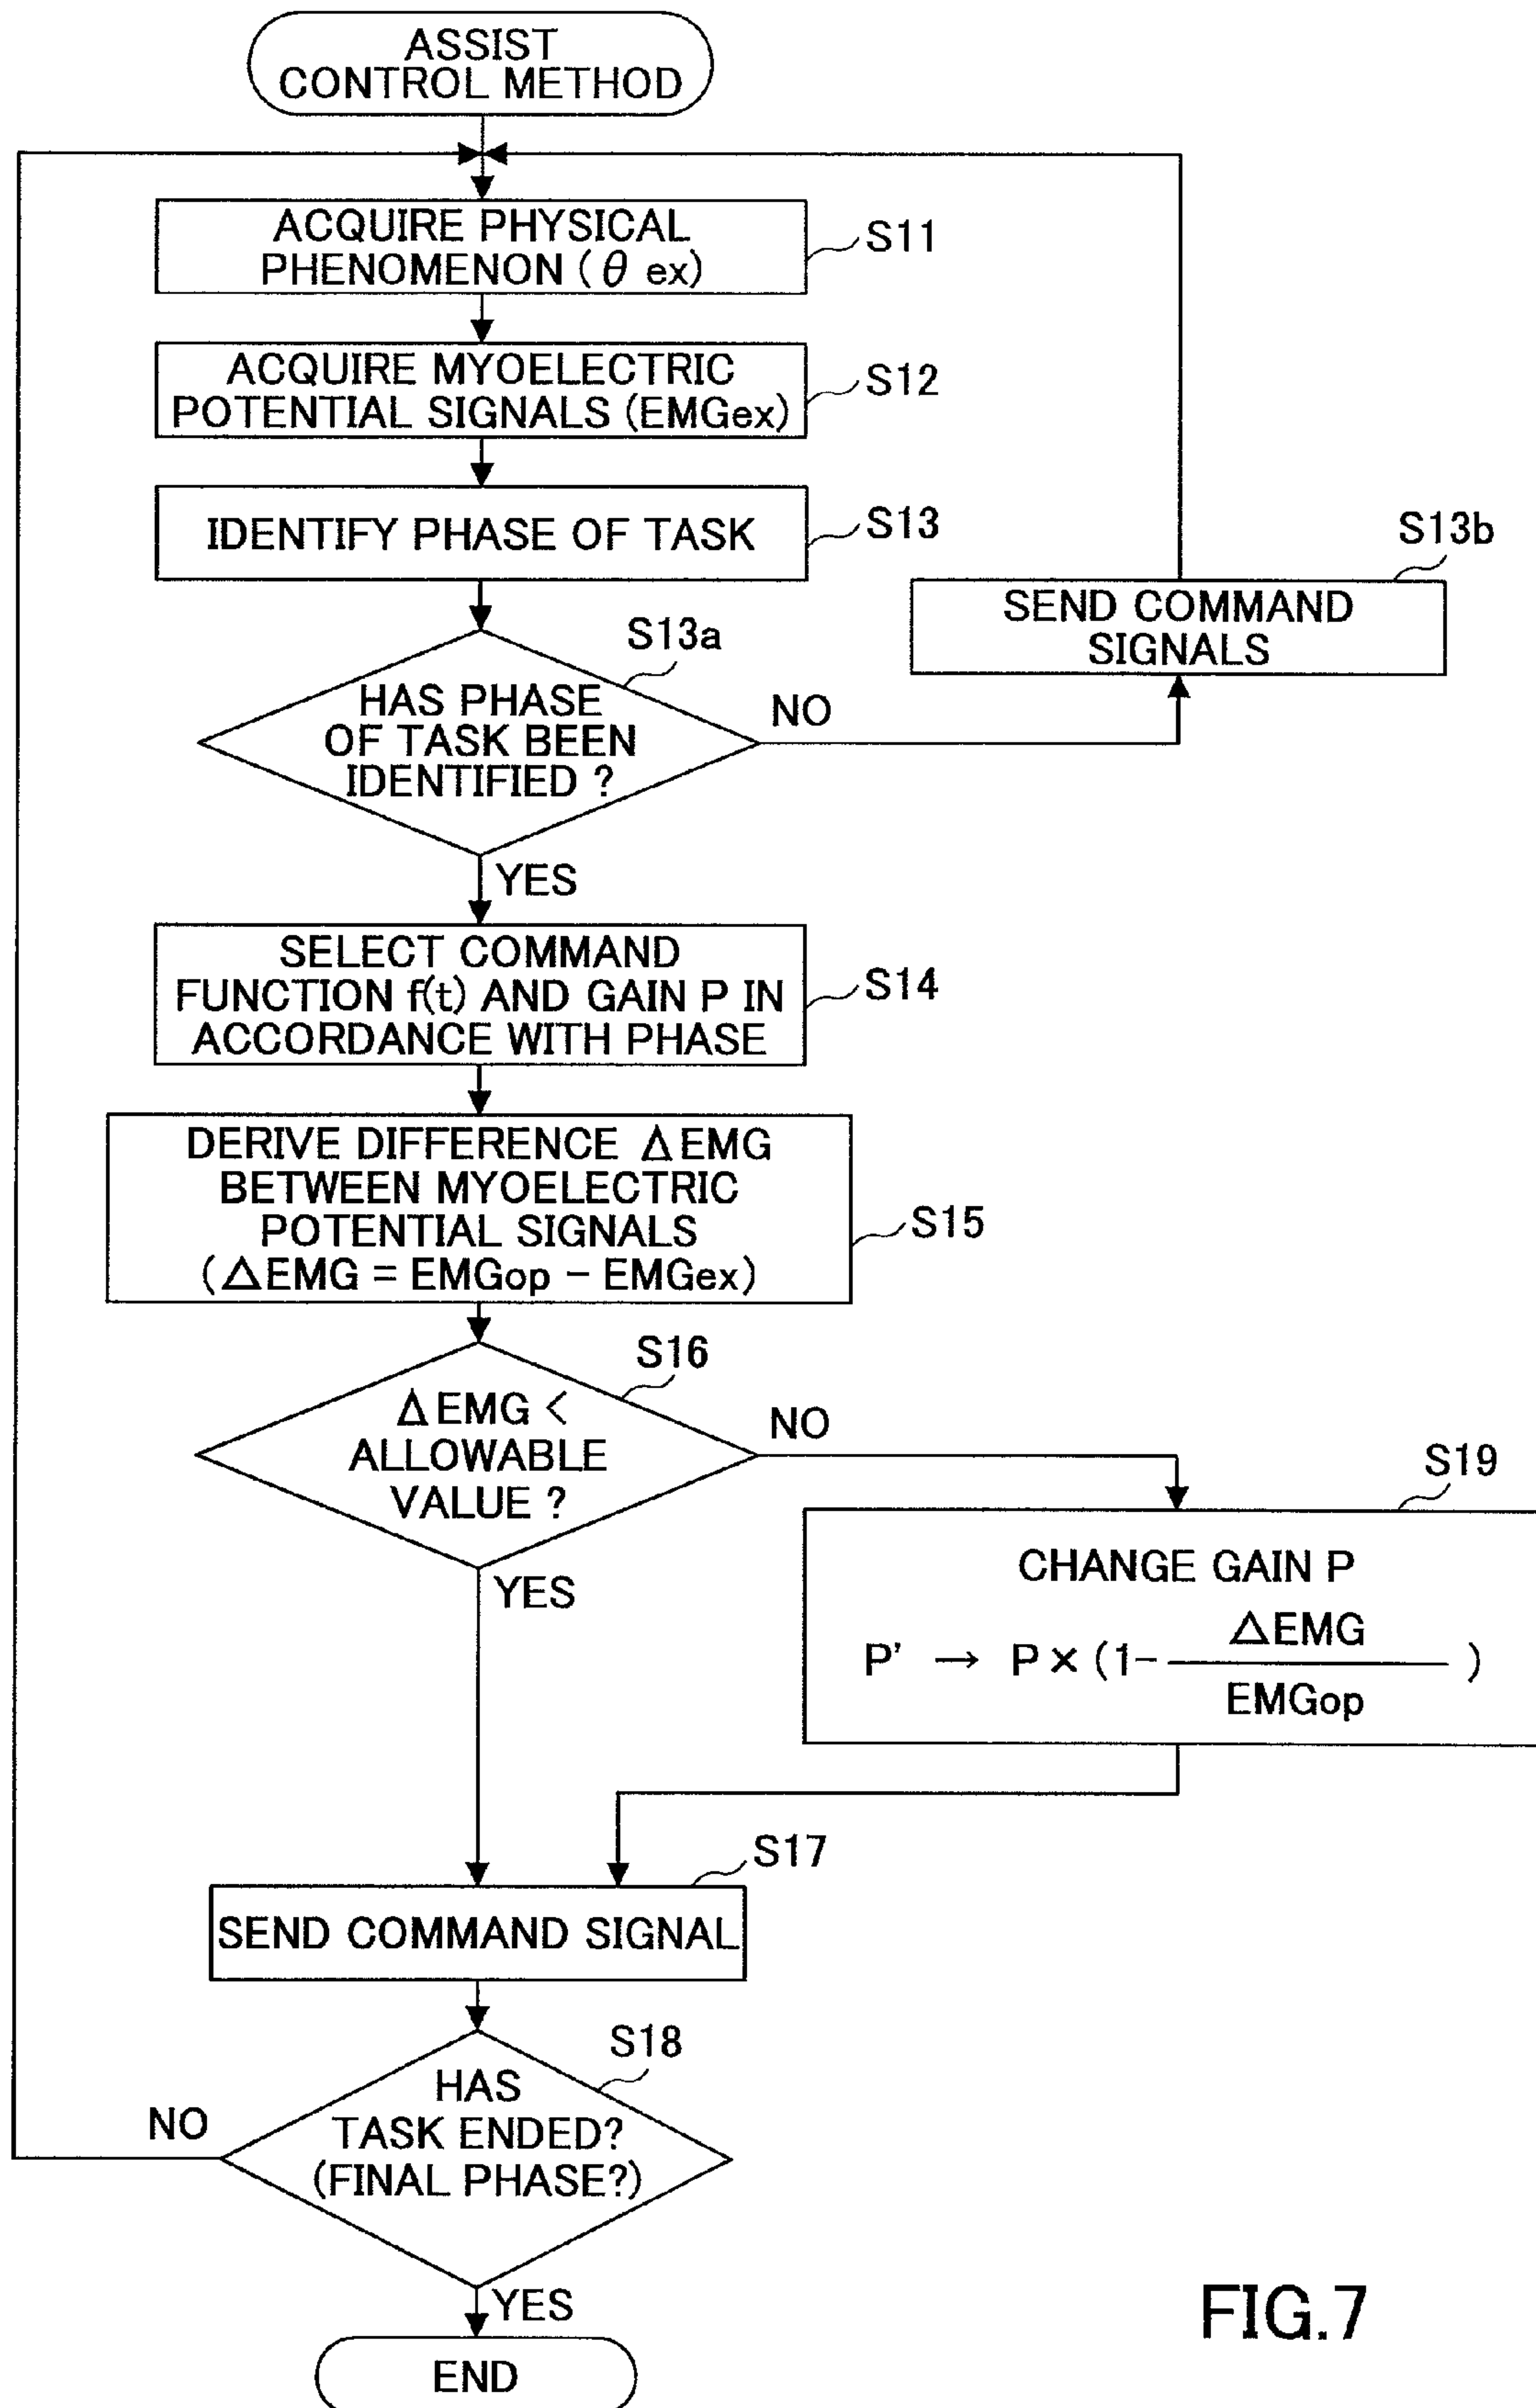 ASSIST
CONTROL METHOD
ACQUIRE PHYSICAL
PHENOMENON (θ ex)
S11
ACQUIRE MYOELECTRIC
POTENTIAL SIGNALS (EMGex)
S12
IDENTIFY PHASE OF TASK
S13
S13b
SEND COMMAND
SIGNALS
S13a
HAS PHASE
OF TASK BEEN
IDENTIFIED ?
NO
YES
SELECT COMMAND
FUNCTION f(t) AND GAIN P IN
ACCORDANCE WITH PHASE
S14
DERIVE DIFFERENCE ΔEMG
BETWEEN MYOELECTRIC
POTENTIAL SIGNALS
(ΔEMG = EMGop − EMGex)
S15
S16
ΔEMG <
ALLOWABLE
VALUE ?
NO
YES
S19
CHANGE GAIN P
ΔEMG
P' → P × (1- )
EMGop
S17
SEND COMMAND SIGNAL
S18
HAS
TASK ENDED?
(FINAL PHASE?)
NO
YES
END
FIG.7